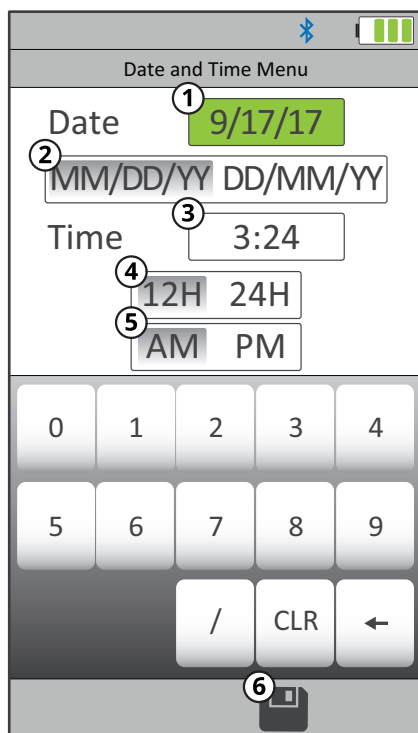 Date and Time Menu
1
Date 9/17/17
2
MM/DD/YY DD/MM/YY
3
Time 3:24
4
12H 24H
5
AM PM
0 1 2 3 4
5 6 7 8 9
/ CLR ←
6